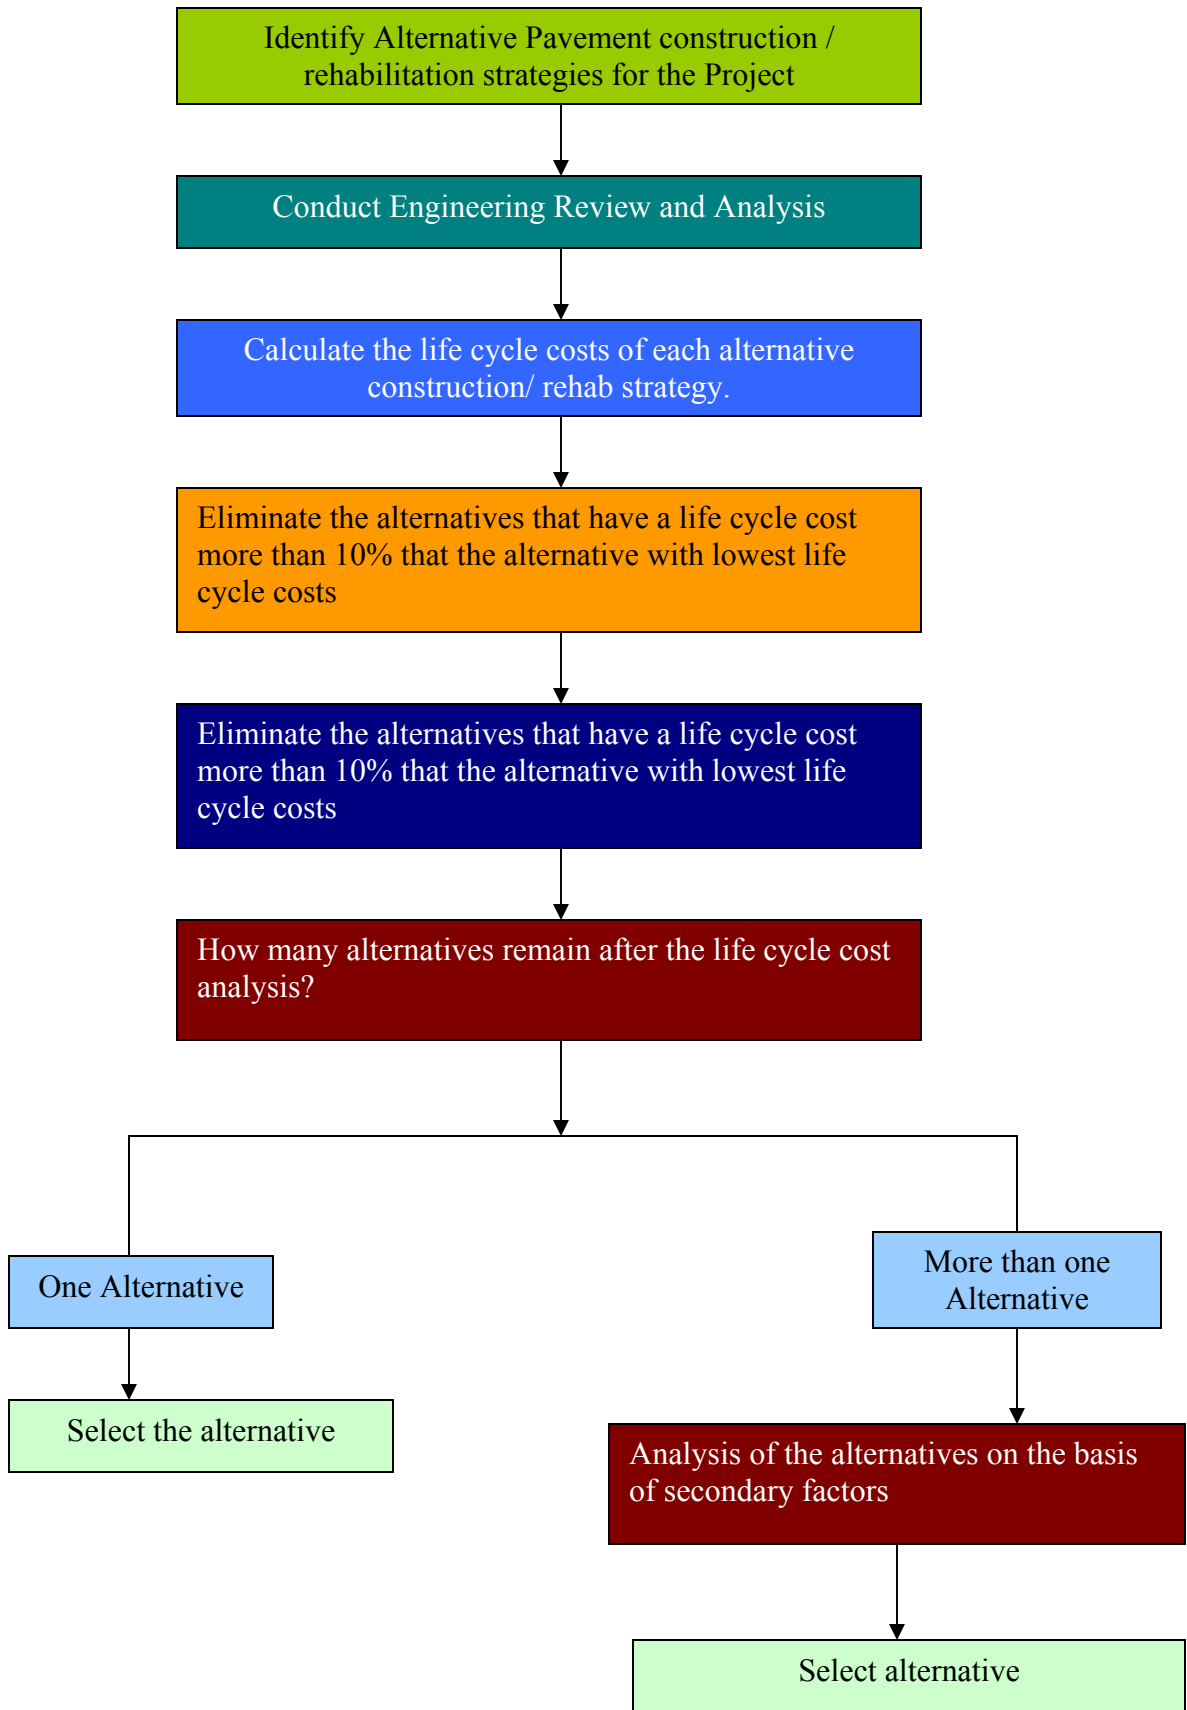 Identify Alternative Pavement construction /
rehabilitation strategies for the Project
Conduct Engineering Review and Analysis
Calculate the life cycle costs of each alternative
construction/ rehab strategy.
Eliminate the alternatives that have a life cycle cost
more than 10% that the alternative with lowest life
cycle costs
Eliminate the alternatives that have a life cycle cost
more than 10% that the alternative with lowest life
cycle costs
How many alternatives remain after the life cycle cost
analysis?
One Alternative
Select the alternative
More than one
Alternative
Analysis of the alternatives on the basis
of secondary factors
Select alternative